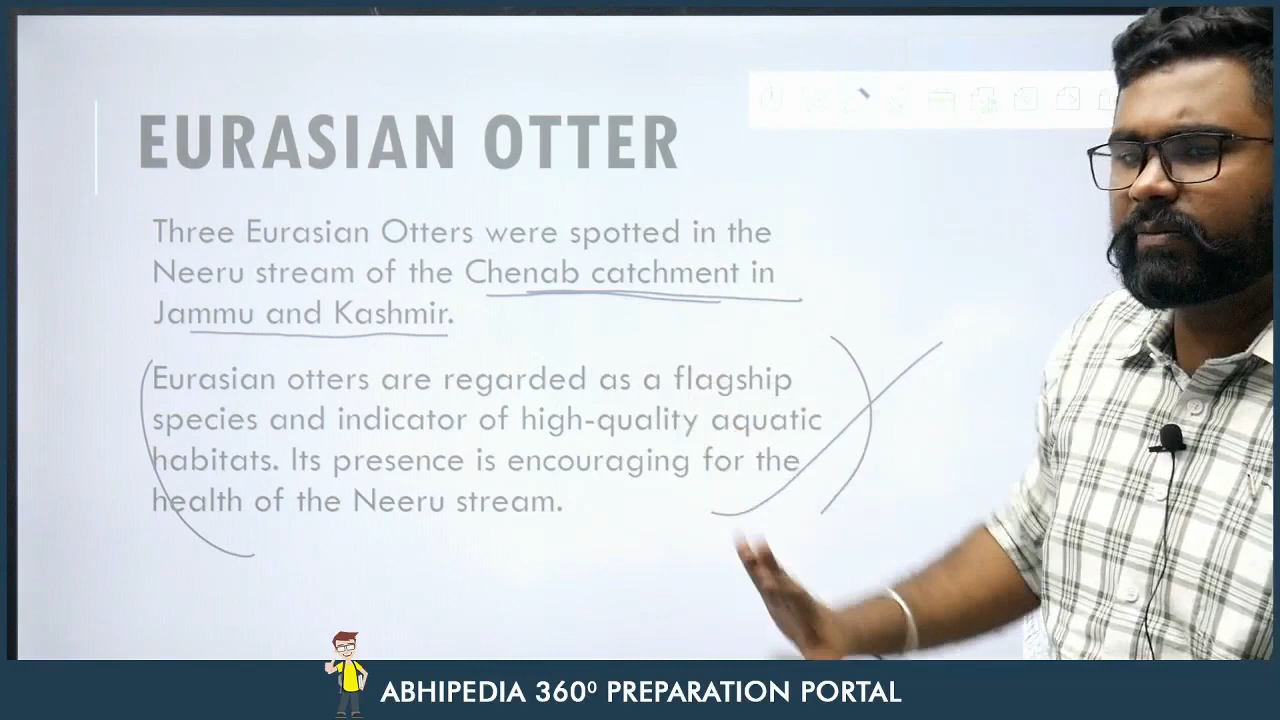 EURASIAN OTTER
Three Eurasian Otters were spotted in the
Neeru stream of the Chenab catchment in
Jammu and Kashmir.
Eurasian otters are regarded as a flagship
species and indicator of high-quality aquatic
habitats. Its presence is encouraging for the
health of the Neeru stream.
ABHIPEDIA 360⁰ PREPARATION PORTAL